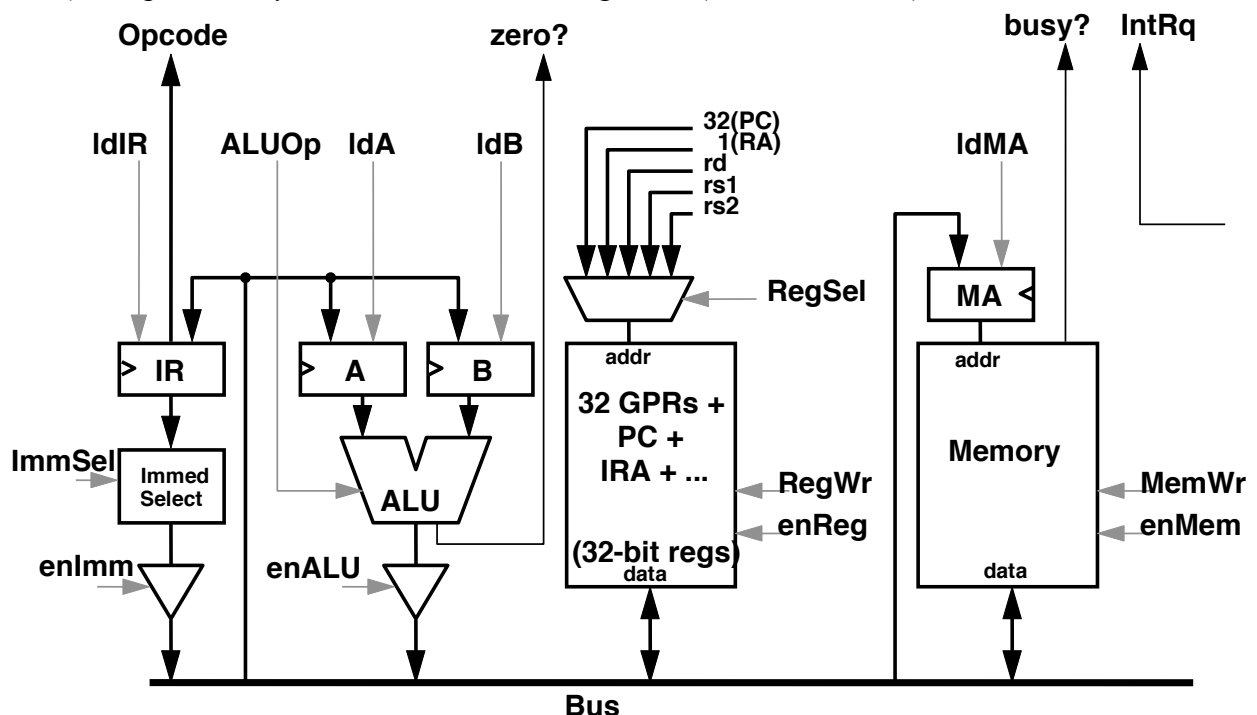 Opcode
zero?
busy?
IntRq
32(PC)
1(RA)
rd
rs1
rs2
ldIR
ALUOp
ldA
ldB
ldMA
RegSel
MA
addr
addr
IR
A
B
32 GPRs +
PC +
IRA + ...
(32-bit regs)
data
Memory
data
ImmSel
Immed
Select
ALU
RegWr
enReg
MemWr
enMem
enImm
enALU
Bus